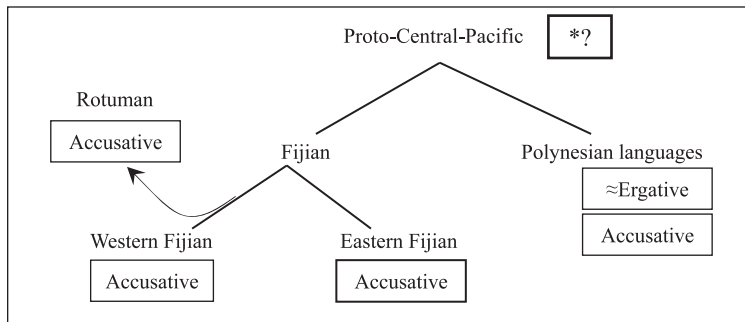 Proto-Central-Pacific *?
Rotuman
Accusative
Fijian
Polynesian languages
≈Ergative
Accusative
Western Fijian
Accusative
Eastern Fijian
Accusative